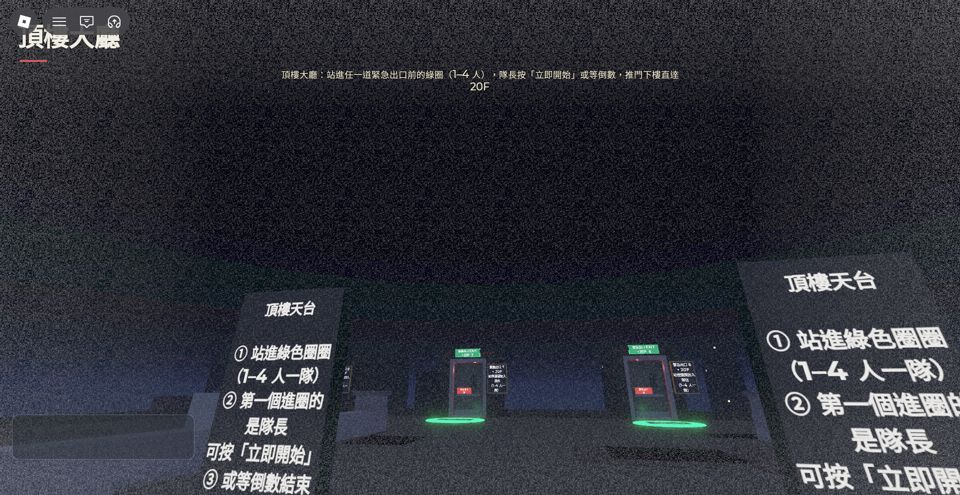 頂樓大廳
頂樓大廳：站進任一道緊急出口前的綠圈（1–4 人），隊長按「立即開始」或等倒數，推門下樓直達
20F
頂樓天台
① 站進綠色圈圈
（1–4 人一隊）
② 第一個進圈的
是隊長
可按「立即開始」
③ 或等倒數結束
頂樓天台
① 站進綠色圈圈
（1–4 人一隊）
② 第一個進圈的
是隊長
可按「立即開